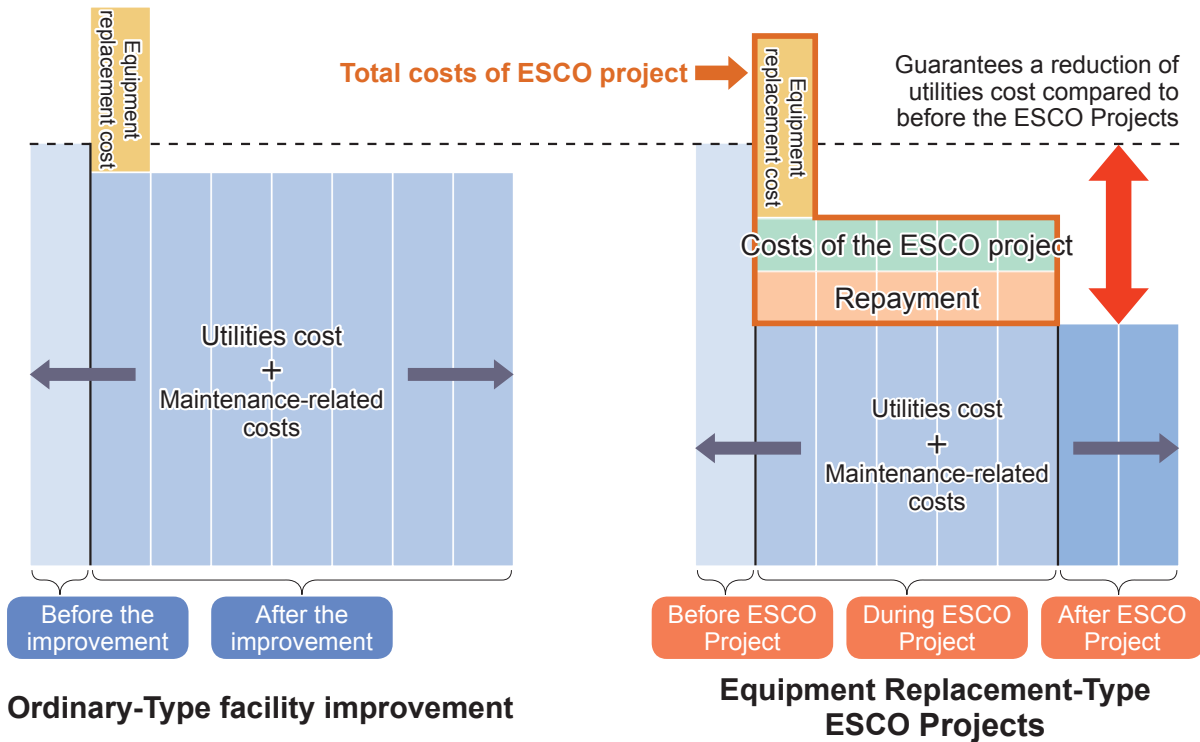 Equipment
replacement cost
Utilities cost
+
Maintenance-related
costs
Before the
improvement
After the
improvement
Ordinary-Type facility improvement
Total costs of ESCO project
Equipment
replacement cost
Guarantees a reduction of
utilities cost compared to
before the ESCO Projects
Costs of the ESCO project
Repayment
Utilities cost
+
Maintenance-related
costs
Before ESCO
Project
During ESCO
Project
After ESCO
Project
Equipment Replacement-Type
ESCO Projects